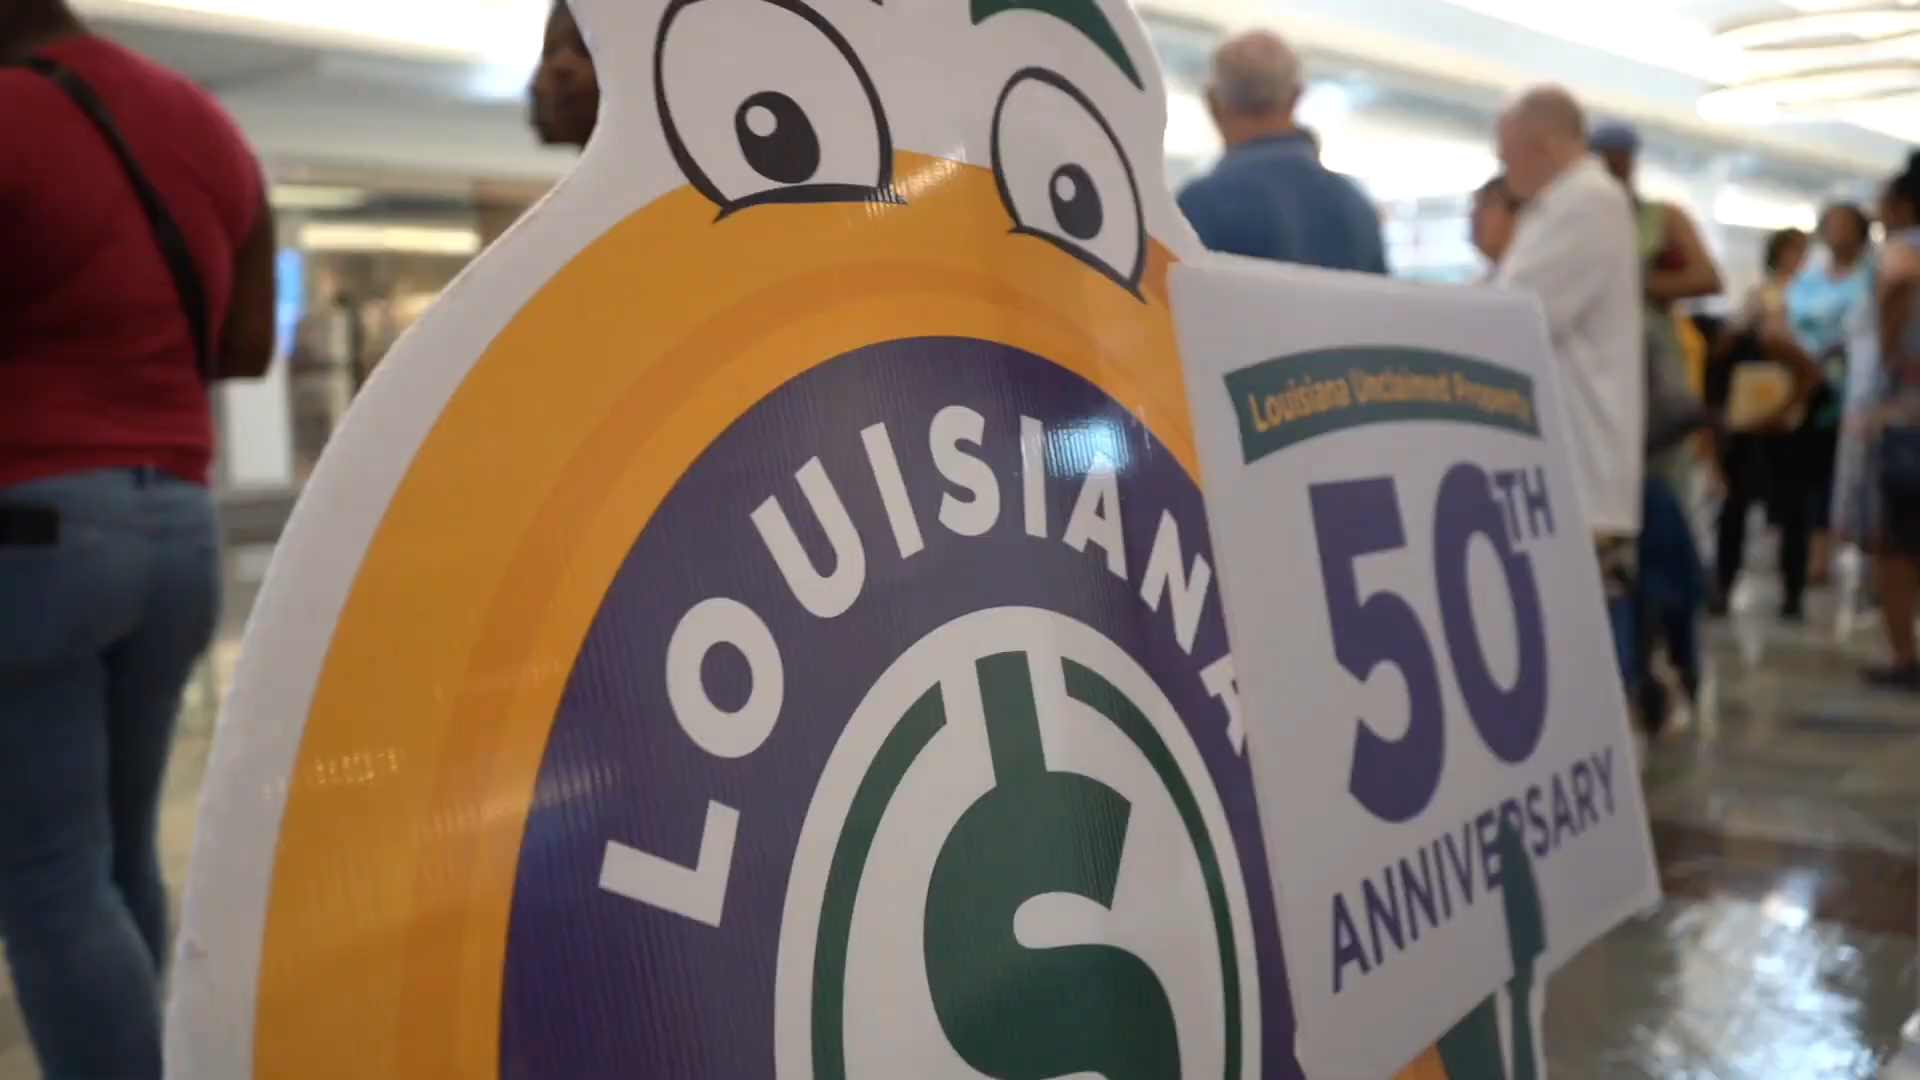 LOUISIANA
$
Louisiana Unclaimed Property
50TH
ANNIVERSARY